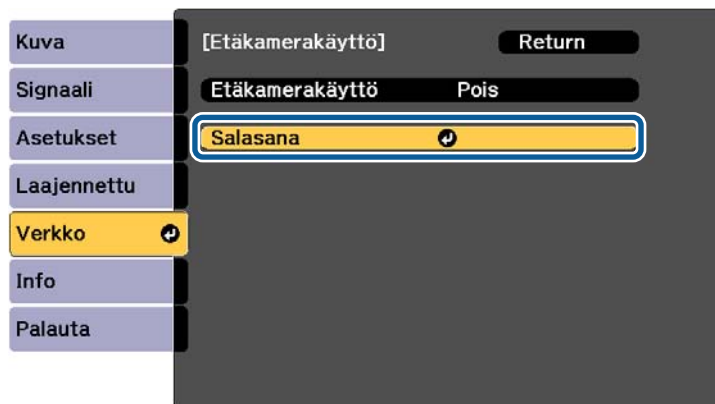 Kuva
Signaali
Asetukset
Laajennettu
Verkko
Info
Palauta
[Etäkamerakäyttö] Return
Etäkamerakäyttö Pois
Salasana